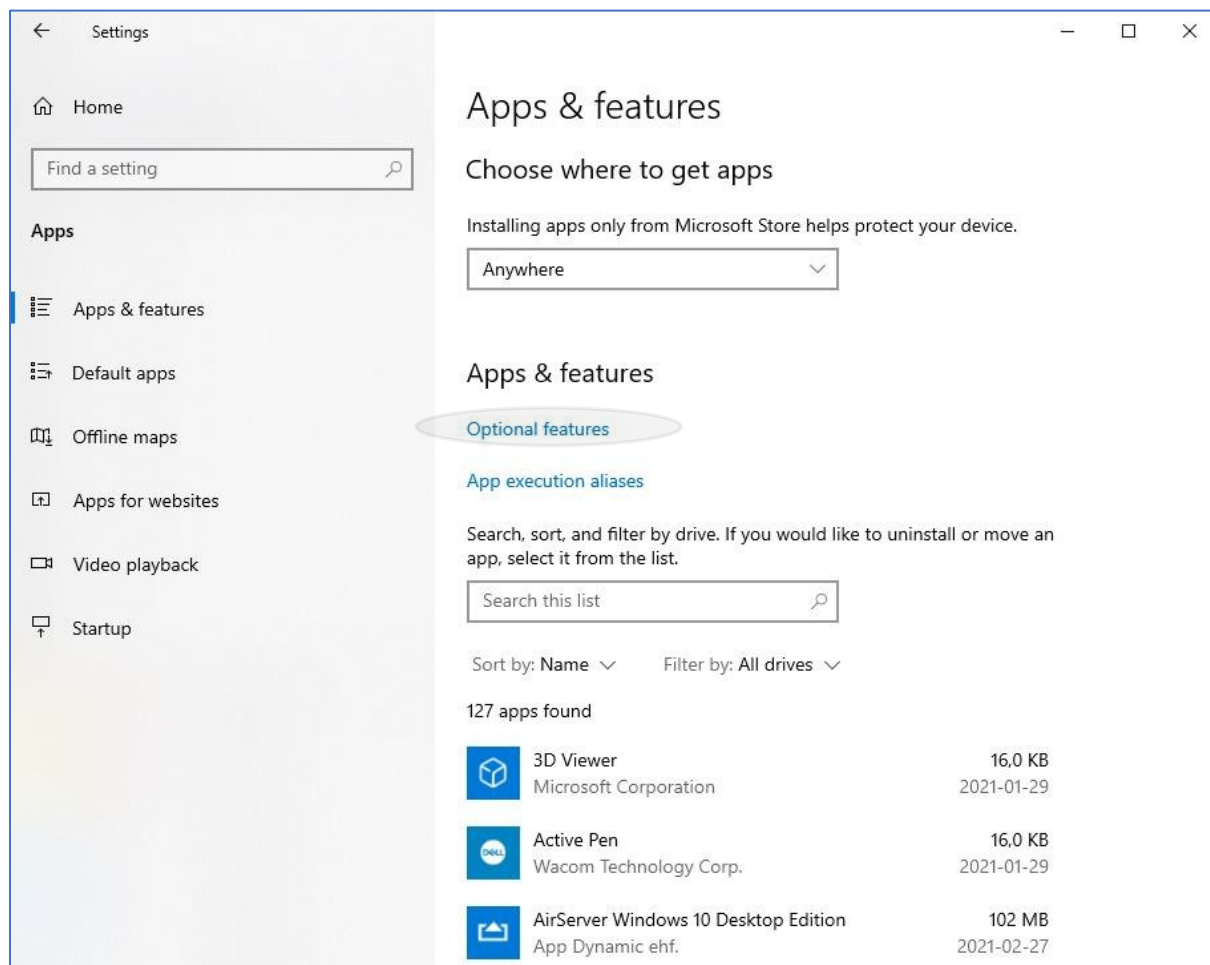 Settings
Home
Find a setting
Apps
Apps & features
Default apps
Offline maps
Apps for websites
Video playback
Startup
Apps & features
Choose where to get apps
Installing apps only from Microsoft Store helps protect your device.
Anywhere
Apps & features
Optional features
App execution aliases
Search, sort, and filter by drive. If you would like to uninstall or move an
app, select it from the list.
Search this list
Sort by: Name Filter by: All drives
127 apps found
3D Viewer 16,0 KB
Microsoft Corporation 2021-01-29
Active Pen 16,0 KB
DELL
Wacom Technology Corp. 2021-01-29
AirServer Windows 10 Desktop Edition 102 MB
App Dynamic ehf. 2021-02-27